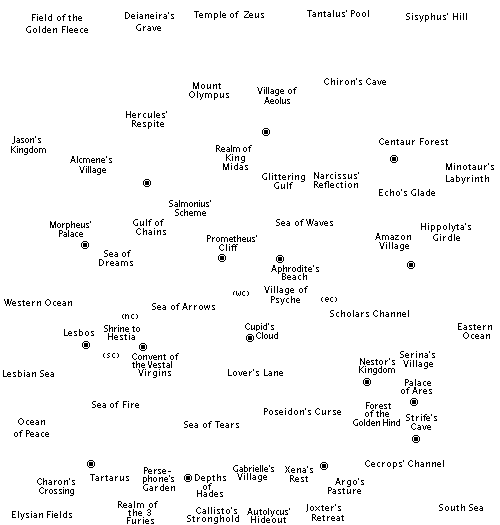 Field of the
Golden Fleece
Deianeira's
Grave
Temple of Zeus
Tantalus' Pool
Sisyphus' Hill
Mount
Olympus
Village of
Aeolus
Chiron's Cave
Hercules'
Respite
Jason's
Kingdom
Alcmene's
Village
Realm of
King
Midas
Centaur Forest
Minotaur's
Labyrinth
Glittering
Gulf
Narcissus'
Reflection
Echo's Glade
Salmonius'
Scheme
Morpheus'
Palace
Gulf of
Chains
Sea of Waves
Hippolyta's
Girdle
Prometheus'
Cliff
Amazon
Village
Sea of
Dreams
Aphrodite's
Beach
Western Ocean
(nc)
Sea of Arrows
(wc)
Village of
Psyche
(ec)
Scholars Channel
Lesbos
Shrine to
Hestia
Cupid's
Cloud
Eastern
Ocean
(sc)
Convent of
the Vestal
Virgins
Nestor's
Kingdom
Serina's
Village
Lesbian Sea
Lover's Lane
Palace
of Ares
Sea of Fire
Poseidon's Curse
Forest
of the
Golden Hind
Strife's
Cave
Ocean
of Peace
Sea of Tears
Cecrops' Channel
Charon's
Crossing
Tartarus
Perse-
phone's
Garden
Depths
of
Hades
Gabrielle's
Village
Xena's
Rest
Argo's
Pasture
Elysian Fields
Realm of
the 3
Furies
Callisto's
Stronghold
Autolycus'
Hideout
Joxter's
Retreat
South Sea